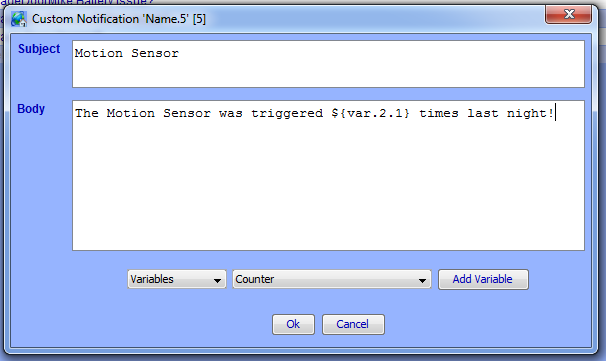 Custom Notification 'Name.5' [5]
Subject
Motion Sensor
Body
The Motion Sensor was triggered ${var.2.1} times last night!
Variables
Counter
Add Variable
Ok
Cancel